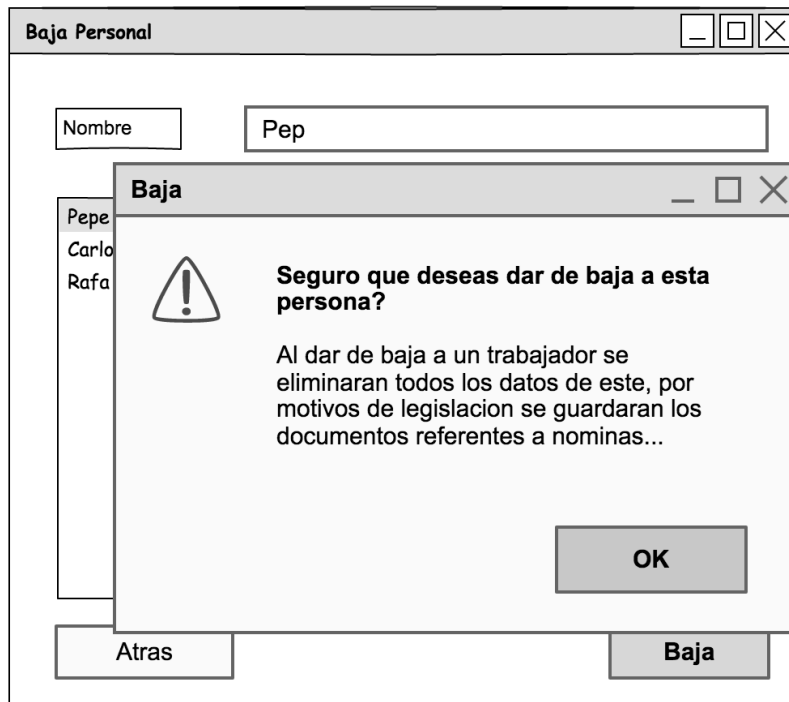 Baja Personal
Nombre
Pep
Baja
Pepe
Carlo
Rafa
Seguro que deseas dar de baja a esta
persona?
Al dar de baja a un trabajador se
eliminaran todos los datos de este, por
motivos de legislacion se guardaran los
documentos referentes a nominas...
OK
Atras
Baja